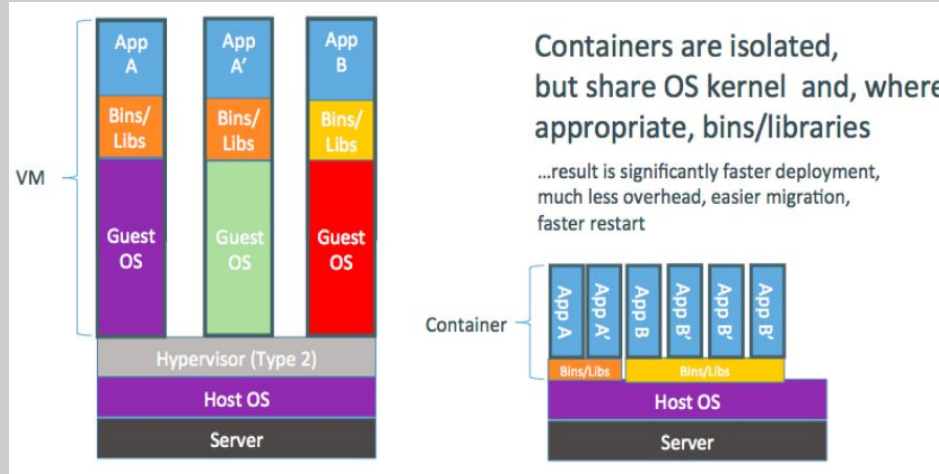 App
A
Bins/
Libs
Guest
OS
App
A'
Bins/
Libs
Guest
OS
App
B
Bins/
Libs
Guest
OS
VM
Hypervisor (Type 2)
Host OS
Server
Containers are isolated,
but share OS kernel and, where
appropriate, bins/libraries
...result is significantly faster deployment,
much less overhead, easier migration,
faster restart
Container
App A
App A'
App B
App B'
App B'
App B'
Bins/Libs
Bins/Libs
Host OS
Server